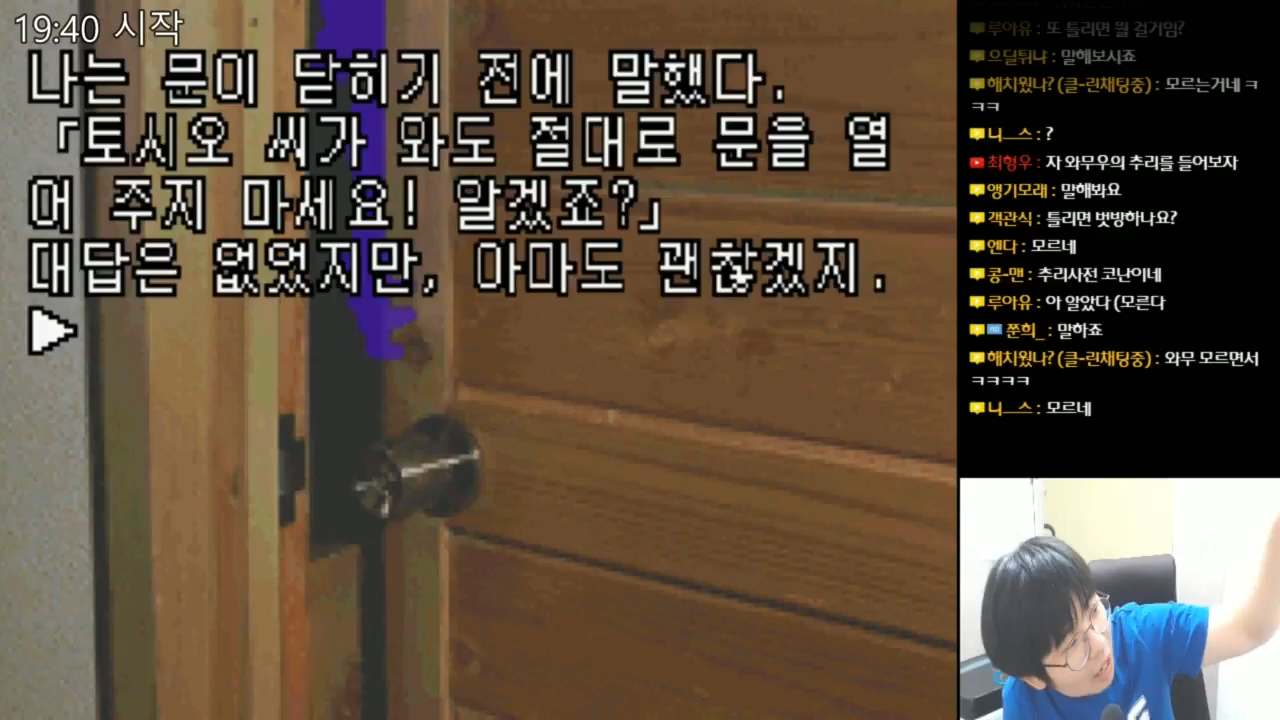 19:40 시작
나는 문이 닫히기 전에 말했다.
「토시오 씨가 와도 절대로 문을 열
어 주지 마세요! 알겠죠?」
대답은 없었지만, 아마도 괜찮겠지.
루아유 : 또 틀리면 뭘 걸거임?
으딜튀냐 : 말해보시죠
해치웠나? (클-린채팅중) : 모르는거네 ㅋ
ㅋㅋ
니__스 : ?
최형우 : 자 와무우의 추리를 들어보자
앵기모래 : 말해봐요
객관식 : 틀리면 벗방하나요?
엔다 : 모르네
콩-맨 : 추리사전 코난이네
루아유 : 아 알았다 (모른다
쭌희_ : 말하죠
해치웠나? (클-린채팅중) : 와무 모르면서
ㅋㅋㅋㅋ
니__스 : 모르네